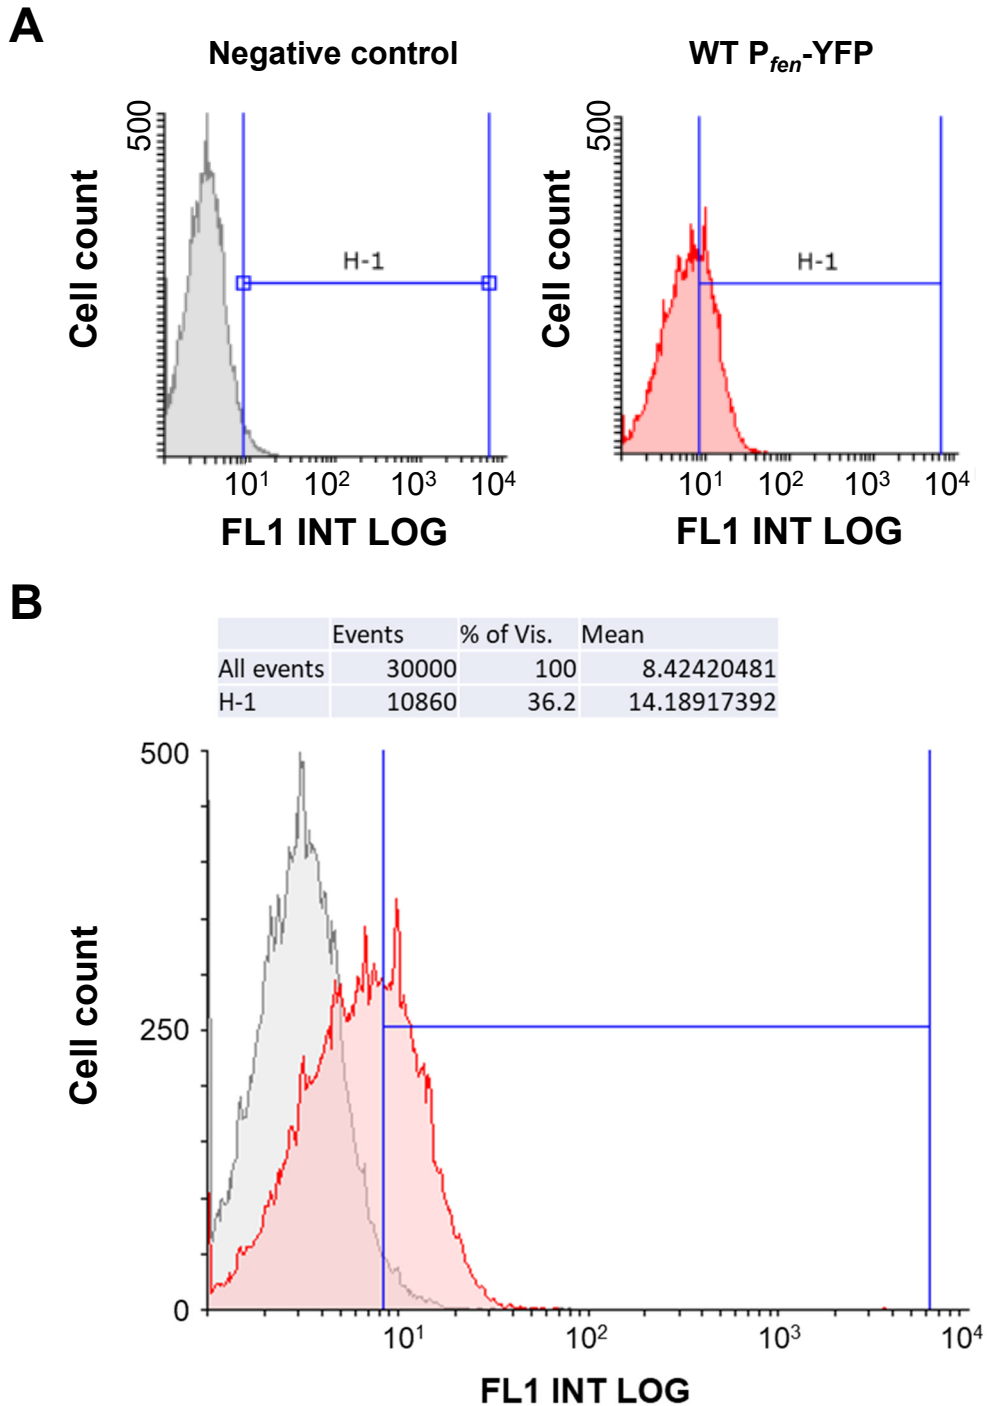 A
Negative control
WT Pfen-YFP
500
Cell count
H-1
10¹ 10² 10³ 10⁴
FL1 INT LOG
500
Cell count
H-1
10¹ 10² 10³ 10⁴
FL1 INT LOG
B
Events % of Vis. Mean
All events 30000 100 8.42420481
H-1 10860 36.2 14.18917392
500
250
0
Cell count
10¹ 10² 10³ 10⁴
FL1 INT LOG